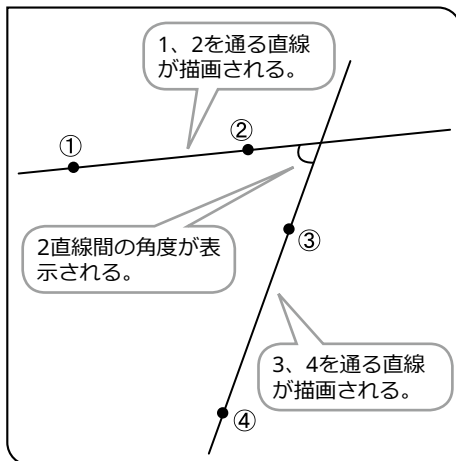 1、2を通る直線
が描画される。
②
①
2直線間の角度が表
示される。
③
3、4を通る直線
が描画される。
④